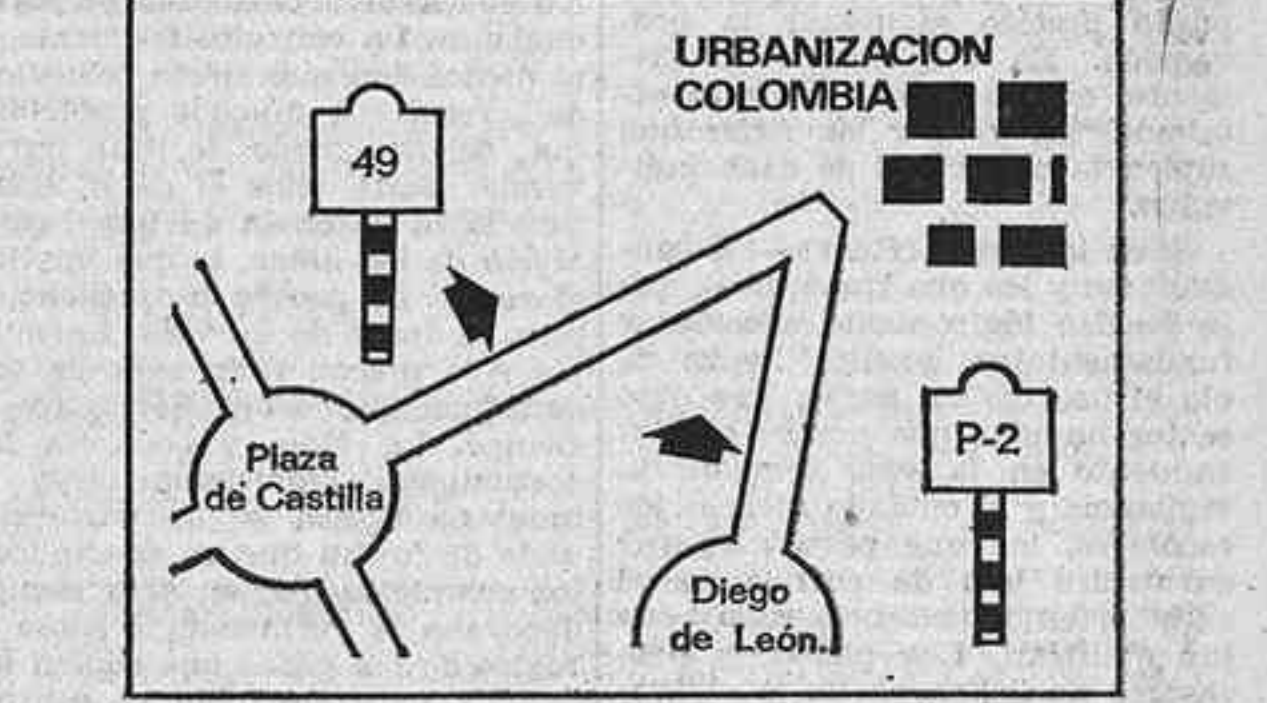 URBANIZACION
COLOMBIA
49
P-2
Plaza
de Castilla
Diego
de León.